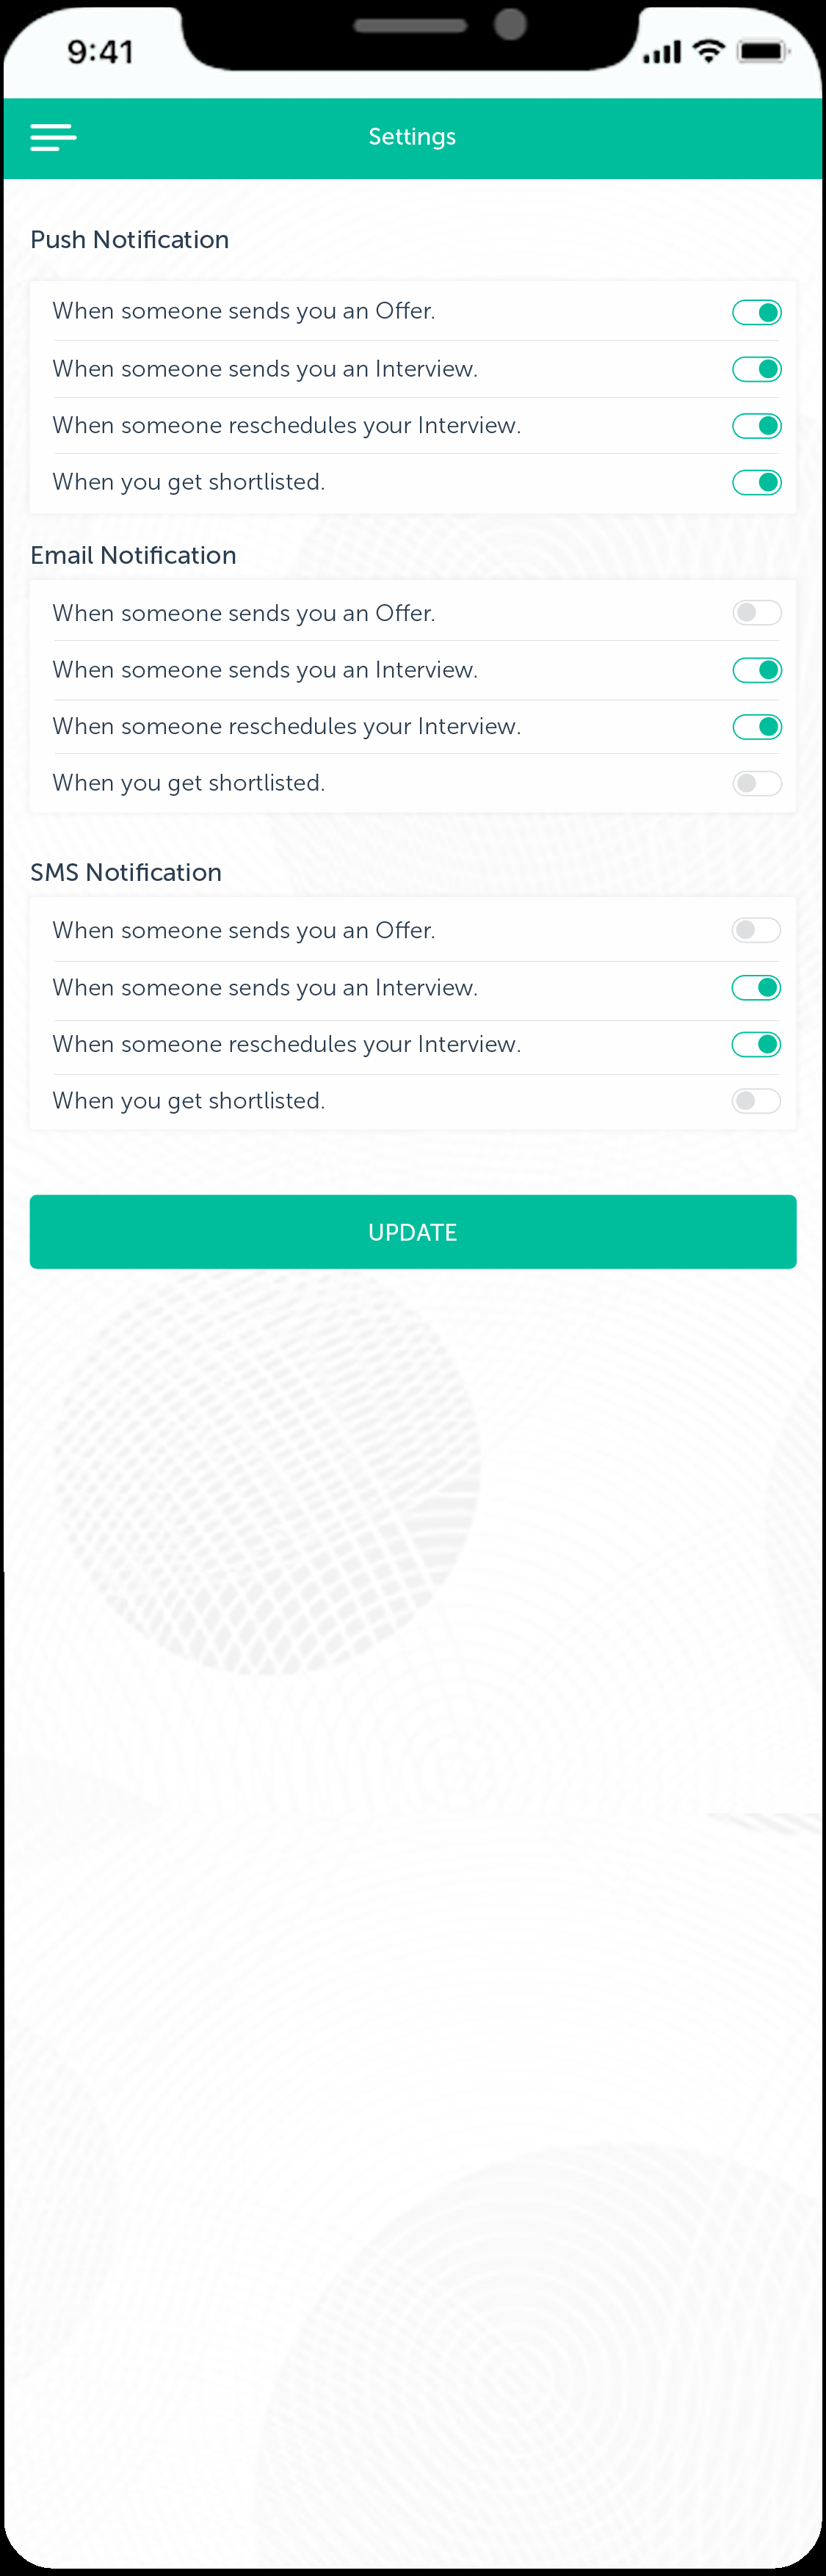 9:41
Settings
Push Notification
When someone sends you an Offer.
When someone sends you an Interview.
When someone reschedules your Interview.
When you get shortlisted.
Email Notification
When someone sends you an Offer.
When someone sends you an Interview.
When someone reschedules your Interview.
When you get shortlisted.
SMS Notification
When someone sends you an Offer.
When someone sends you an Interview.
When someone reschedules your Interview.
When you get shortlisted.
UPDATE